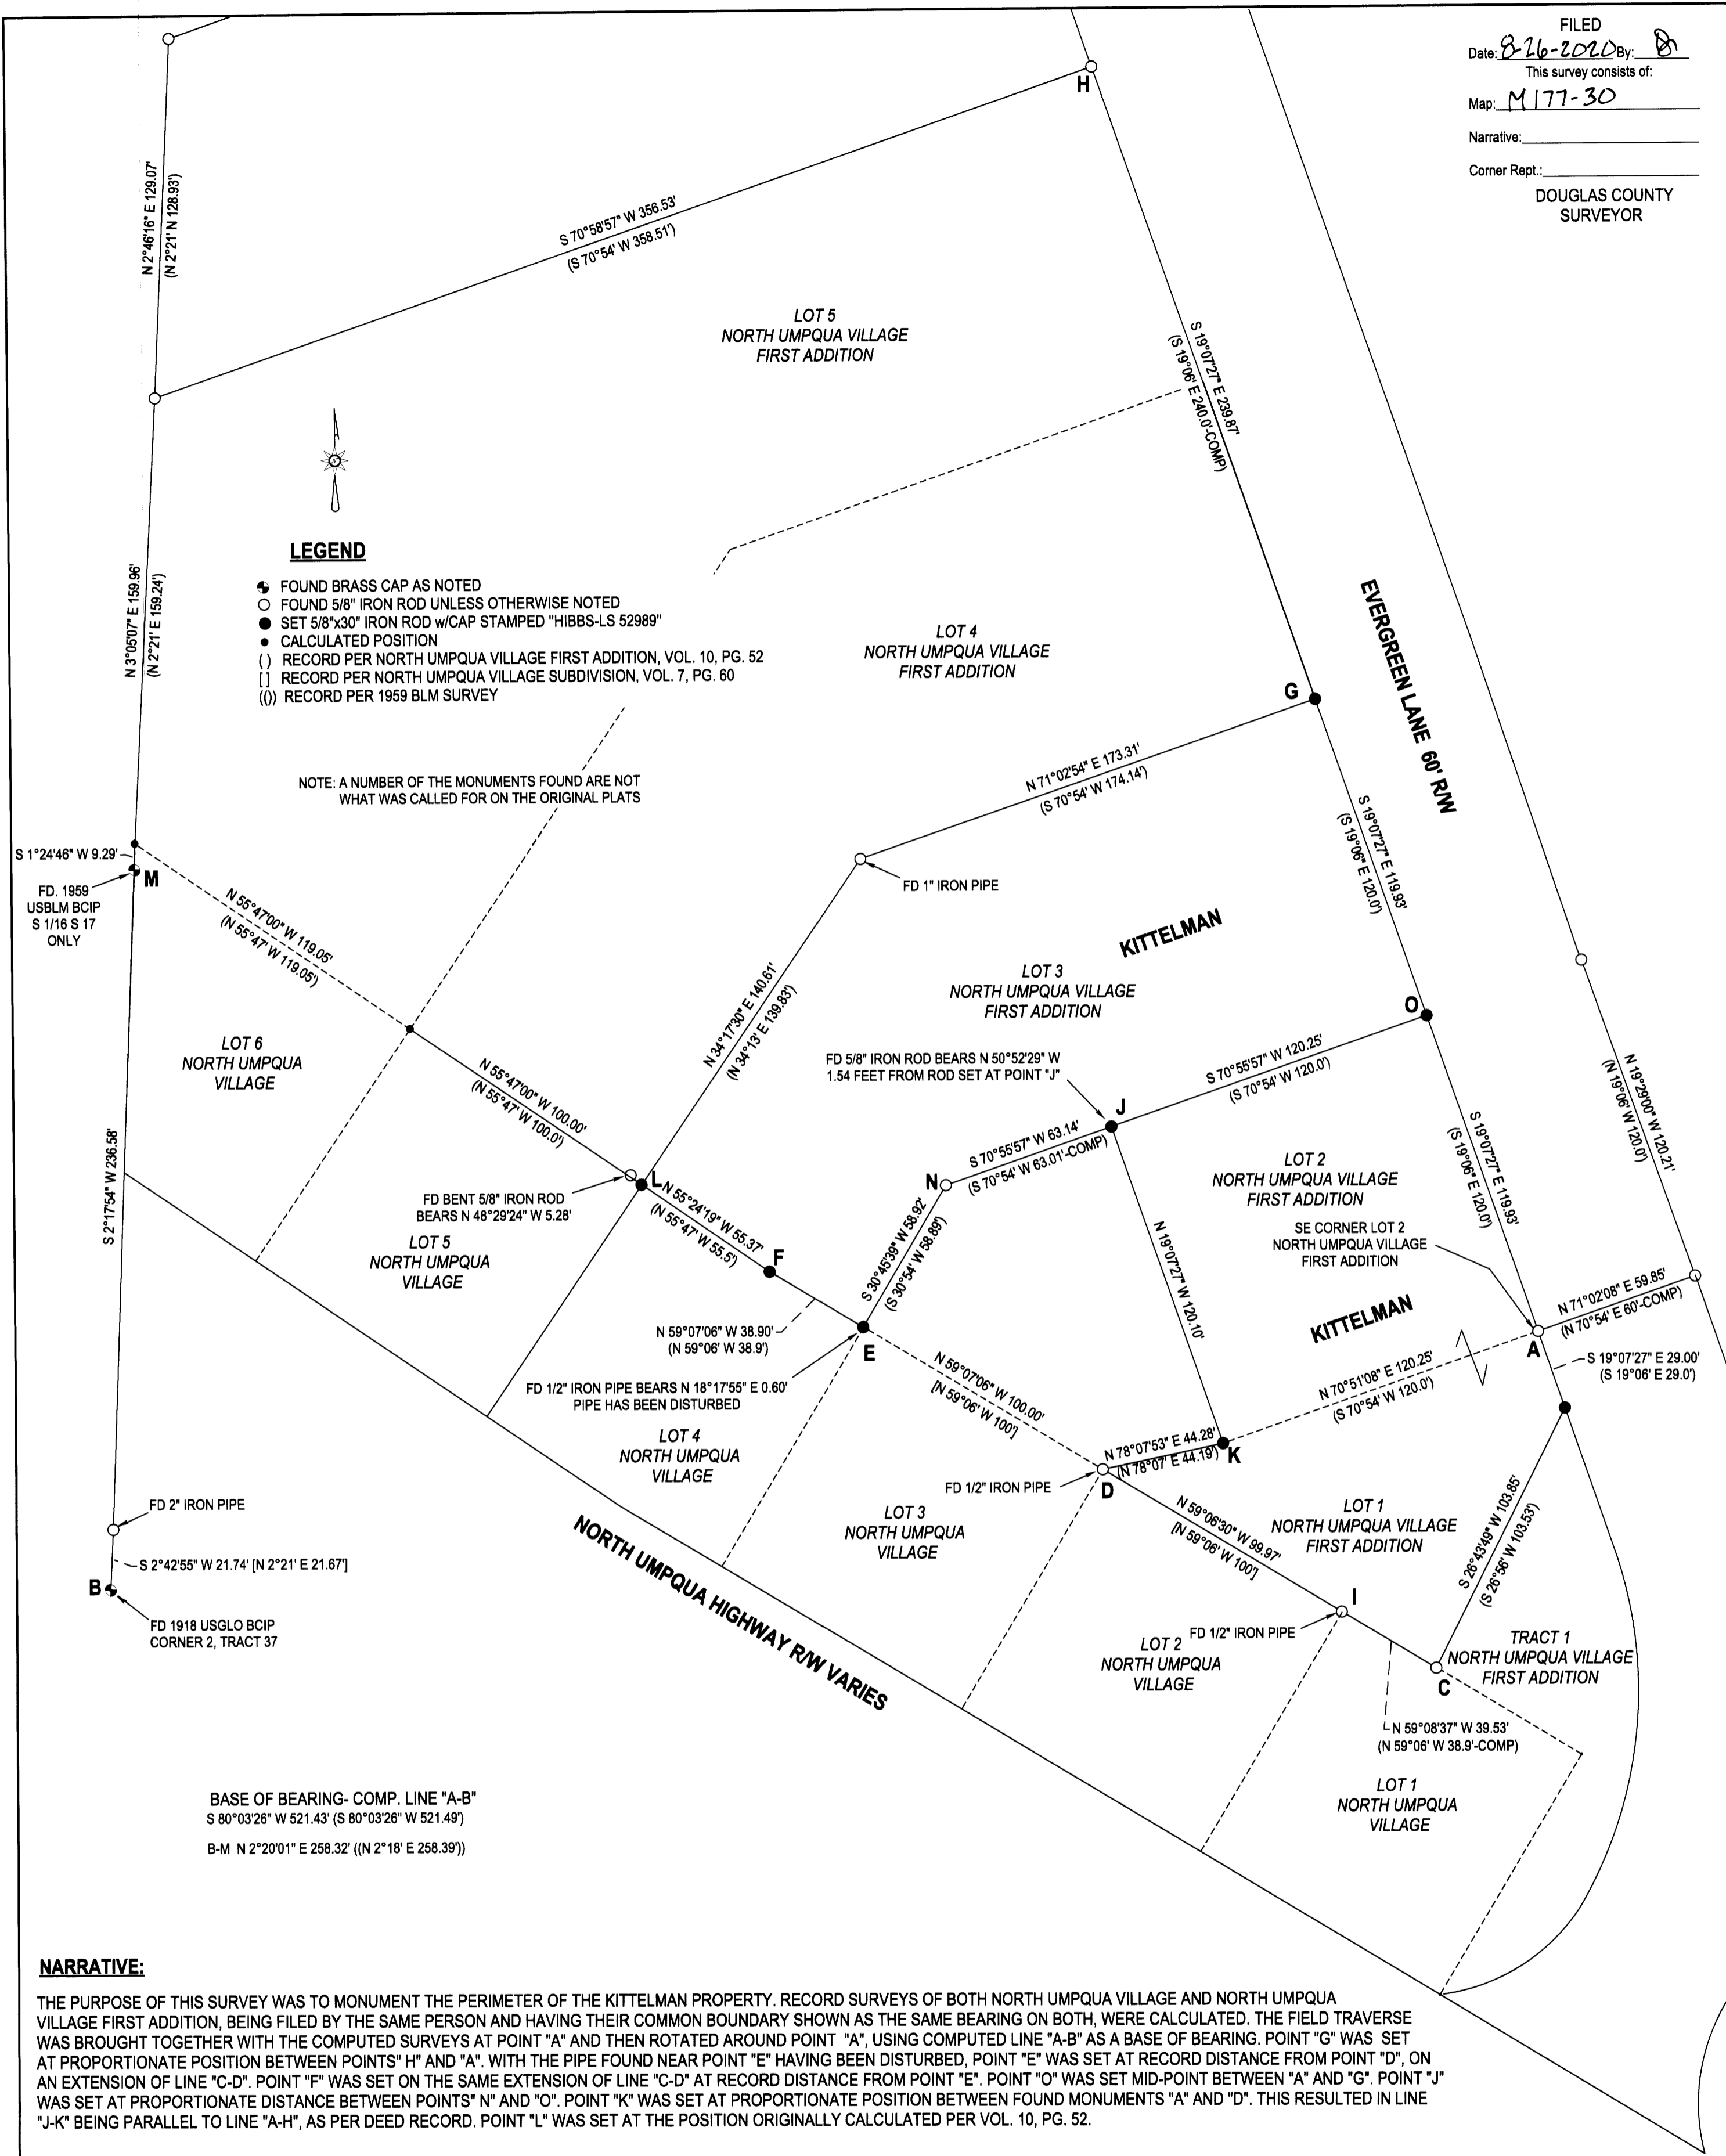 FILED
Date: 8-26-2020 By:
This survey consists of:
Map: M177-30
Narrative:
Corner Rept.:
DOUGLAS COUNTY
SURVEYOR
H
N 2°46'16" E 129.07'
(N 2°21' N 128.93')
S 70°58'57" W 356.53'
(S 70°54' W 358.51')
LOT 5
NORTH UMPQUA VILLAGE
FIRST ADDITION
S 19°07'27" E 239.87'
(S 19°06' E 240.0'-COMP)
N
LEGEND
FOUND BRASS CAP AS NOTED
FOUND 5/8" IRON ROD UNLESS OTHERWISE NOTED
SET 5/8"x30" IRON ROD w/CAP STAMPED "HIBBS-LS 52989"
CALCULATED POSITION
( ) RECORD PER NORTH UMPQUA VILLAGE FIRST ADDITION, VOL. 10, PG. 52
[ ] RECORD PER NORTH UMPQUA VILLAGE SUBDIVISION, VOL. 7, PG. 60
(()) RECORD PER 1959 BLM SURVEY
N 3°05'07" E 159.96'
(N 2°21' E 159.24')
LOT 4
NORTH UMPQUA VILLAGE
FIRST ADDITION
EVERGREEN LANE 60' R/W
G
NOTE: A NUMBER OF THE MONUMENTS FOUND ARE NOT
WHAT WAS CALLED FOR ON THE ORIGINAL PLATS
N 71°02'54" E 173.31'
(S 70°54' W 174.14')
S 19°07'27" E 119.93'
(S 19°06' E 120.0')
S 1°24'46" W 9.29'
M
FD. 1959
USBLM BCIP
S 1/16 S 17
ONLY
FD 1" IRON PIPE
N 55°47'00" W 119.05'
(N 55°47' W 119.05')
KITTELMAN
LOT 3
NORTH UMPQUA VILLAGE
FIRST ADDITION
O
N 34°17'30" E 140.61'
(N 34°13' E 139.83')
LOT 6
NORTH UMPQUA
VILLAGE
N 55°47'00" W 100.00'
(N 55°47' W 100.0')
FD 5/8" IRON ROD BEARS N 50°52'29" W
1.54 FEET FROM ROD SET AT POINT "J"
S 70°55'57" W 120.25'
(S 70°54' W 120.0')
N 19°29'00" W 120.21'
(N 19°06' W 120.0')
J
S 70°55'57" W 63.14'
(S 70°54' W 63.01'-COMP)
N
S 2°17'54" W 236.58'
L
FD BENT 5/8" IRON ROD
BEARS N 48°29'24" W 5.28'
N 55°24'19" W 55.37'
(N 55°47' W 55.5')
F
S 30°45'39" W 58.92'
(S 30°54' W 58.89')
LOT 2
NORTH UMPQUA VILLAGE
FIRST ADDITION
S 19°07'27" E 119.93'
(S 19°06' E 120.0')
SE CORNER LOT 2
NORTH UMPQUA VILLAGE
FIRST ADDITION
LOT 5
NORTH UMPQUA
VILLAGE
N 19°07'27" W 120.10'
N 71°02'08" E 59.85'
(N 70°54' E 60'-COMP)
KITTELMAN
A
N 59°07'06" W 38.90'
(N 59°06' W 38.9')
E
S 19°07'27" E 29.00'
(S 19°06' E 29.0')
N 70°51'08" E 120.25'
(S 70°54' W 120.0')
FD 1/2" IRON PIPE BEARS N 18°17'55" E 0.60'
PIPE HAS BEEN DISTURBED
N 59°07'06" W 100.00'
[N 59°06' W 100']
LOT 4
NORTH UMPQUA
VILLAGE
N 78°07'53" E 44.28'
(N 78°07' E 44.19')
K
FD 1/2" IRON PIPE
D
FD 2" IRON PIPE
LOT 3
NORTH UMPQUA
VILLAGE
N 59°06'30" W 99.97'
[N 59°06' W 100']
LOT 1
NORTH UMPQUA VILLAGE
FIRST ADDITION
S 26°43'49" W 103.85'
(S 26°56' W 103.53')
S 2°42'55" W 21.74' [N 2°21' E 21.67']
B
FD 1918 USGLO BCIP
CORNER 2, TRACT 37
NORTH UMPQUA HIGHWAY R/W VARIES
I
FD 1/2" IRON PIPE
LOT 2
NORTH UMPQUA
VILLAGE
TRACT 1
NORTH UMPQUA VILLAGE
FIRST ADDITION
C
N 59°08'37" W 39.53'
(N 59°06' W 38.9'-COMP)
LOT 1
NORTH UMPQUA
VILLAGE
BASE OF BEARING- COMP. LINE "A-B"
S 80°03'26" W 521.43' (S 80°03'26" W 521.49')
B-M N 2°20'01" E 258.32' ((N 2°18' E 258.39'))
NARRATIVE:
THE PURPOSE OF THIS SURVEY WAS TO MONUMENT THE PERIMETER OF THE KITTELMAN PROPERTY. RECORD SURVEYS OF BOTH NORTH UMPQUA VILLAGE AND NORTH UMPQUA
VILLAGE FIRST ADDITION, BEING FILED BY THE SAME PERSON AND HAVING THEIR COMMON BOUNDARY SHOWN AS THE SAME BEARING ON BOTH, WERE CALCULATED. THE FIELD TRAVERSE
WAS BROUGHT TOGETHER WITH THE COMPUTED SURVEYS AT POINT "A" AND THEN ROTATED AROUND POINT "A", USING COMPUTED LINE "A-B" AS A BASE OF BEARING. POINT "G" WAS SET
AT PROPORTIONATE POSITION BETWEEN POINTS" H" AND "A". WITH THE PIPE FOUND NEAR POINT "E" HAVING BEEN DISTURBED, POINT "E" WAS SET AT RECORD DISTANCE FROM POINT "D", ON
AN EXTENSION OF LINE "C-D". POINT "F" WAS SET ON THE SAME EXTENSION OF LINE "C-D" AT RECORD DISTANCE FROM POINT "E". POINT "O" WAS SET MID-POINT BETWEEN "A" AND "G". POINT "J"
WAS SET AT PROPORTIONATE DISTANCE BETWEEN POINTS" N" AND "O". POINT "K" WAS SET AT PROPORTIONATE POSITION BETWEEN FOUND MONUMENTS "A" AND "D". THIS RESULTED IN LINE
"J-K" BEING PARALLEL TO LINE "A-H", AS PER DEED RECORD. POINT "L" WAS SET AT THE POSITION ORIGINALLY CALCULATED PER VOL. 10, PG. 52.